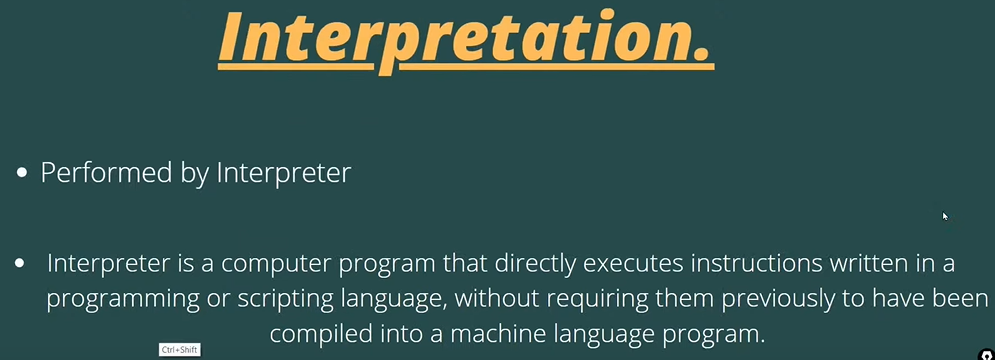 Interpretation.
Performed by Interpreter
Interpreter is a computer program that directly executes instructions written in a
programming or scripting language, without requiring them previously to have been
compiled into a machine language program.
Ctrl+Shift